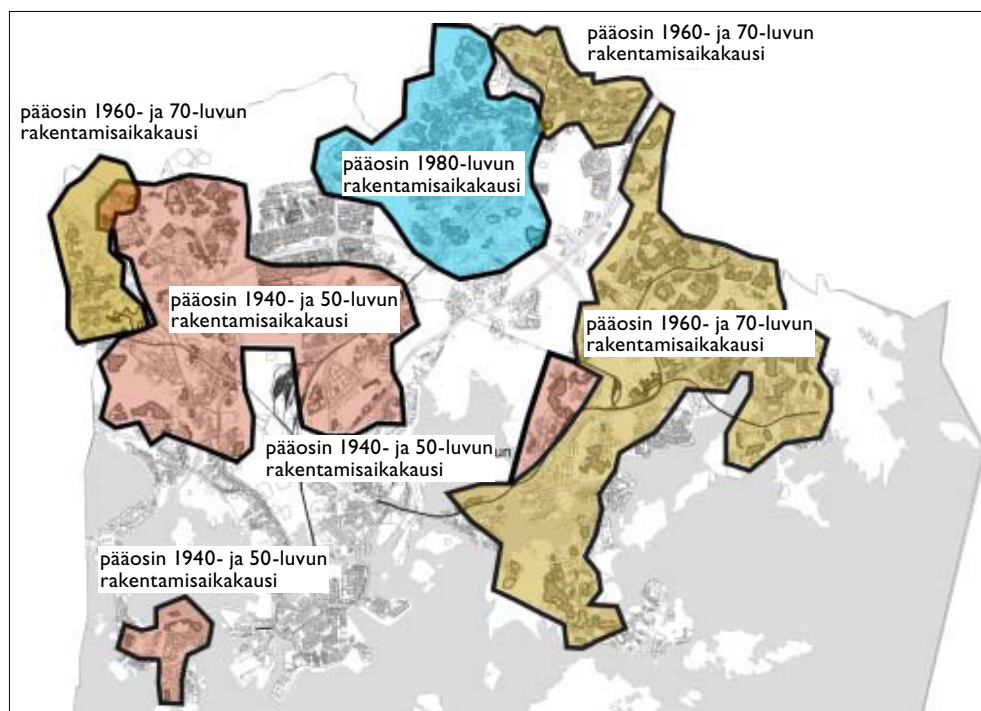 pääosin 1960- ja 70-luvun
rakentamisaikakausi
pääosin 1960- ja 70-luvun
rakentamisaikakausi
pääosin 1980-luvun
rakentamisaikakausi
pääosin 1940- ja 50-luvun
rakentamisaikakausi
pääosin 1960- ja 70-luvun
rakentamisaikakausi
pääosin 1940- ja 50-luvun
rakentamisaikakausi
pääosin 1940- ja 50-luvun
rakentamisaikakausi